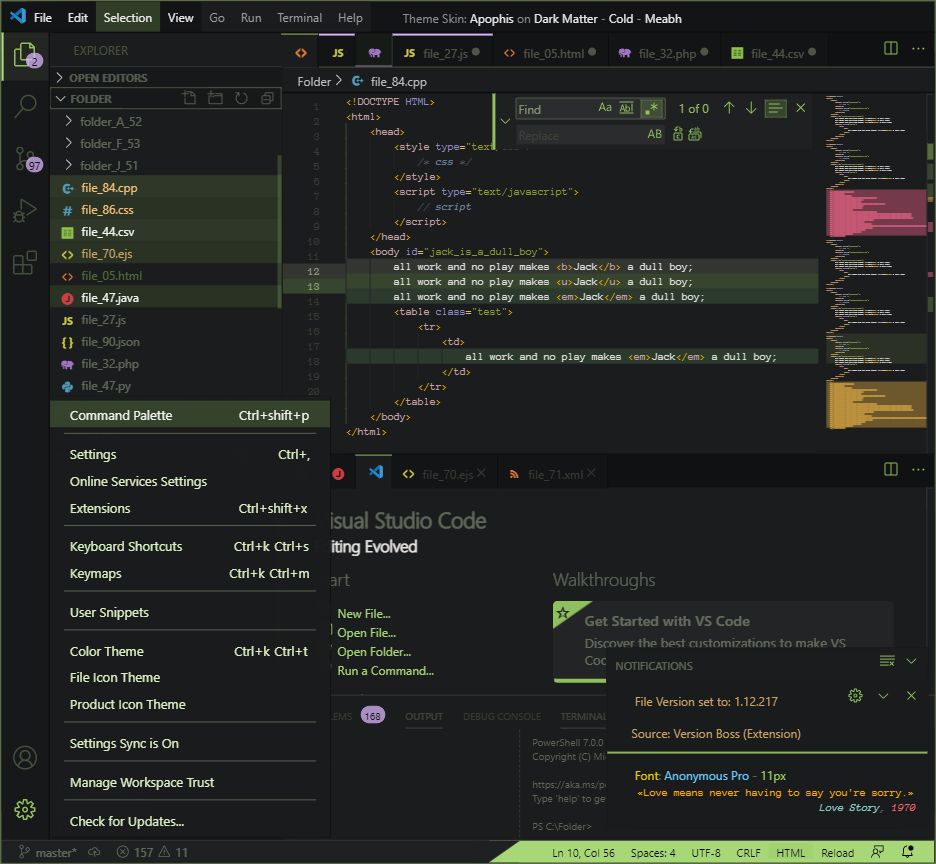 File Edit Selection View Go Run Terminal Help Theme Skin: Apophis on Dark Matter - Cold - Meabh
2
EXPLORER
JS
JS file_27.js
file_05.html
file_32.php
file_44.csv
OPEN EDITORS
FOLDER
Folder > file_84.cpp
folder_A_52
folder_F_53
folder_J_51
97
file_84.cpp
# file_86.css
file_44.csv
file_70.ejs
file_05.html
J file_47.java
JS file_27.js
{} file_90.json
file_32.php
file_47.py
Find Aa Abl .* 1 of 0
Replace AB
1 <!DOCTYPE HTML>
2 <html>
3 <head>
4 <style type="text/css">
5 /* css */
6 </style>
7 <script type="text/javascript">
8 // script
9 </script>
10 </head>
11 <body id="jack_is_a_dull_boy">
12 all work and no play makes <b>Jack</b> a dull boy;
13 all work and no play makes <u>Jack</u> a dull boy;
14 all work and no play makes <em>Jack</em> a dull boy;
15 <table class="test">
16 <tr>
17 <td>
18 all work and no play makes <em>Jack</em> a dull boy;
19 </td>
20 </tr>
</table>
</body>
</html>
Command Palette Ctrl+shift+p
Settings Ctrl+,
Online Services Settings
Extensions Ctrl+shift+x
Keyboard Shortcuts Ctrl+k Ctrl+s
Keymaps Ctrl+k Ctrl+m
User Snippets
Color Theme Ctrl+k Ctrl+t
File Icon Theme
Product Icon Theme
Settings Sync is On
Manage Workspace Trust
Check for Updates...
J
file_70.ejs
file_71.xml
isual Studio Code
iting Evolved
art
New File...
Open File...
Open Folder...
Run a Command...
Walkthroughs
Get Started with VS Code
Discover the best customizations to make VS
Coc
NOTIFICATIONS
File Version set to: 1.12.217
Source: Version Boss (Extension)
Font: Anonymous Pro - 11px
«Love means never having to say you're sorry.»
Love Story, 1970
LEMS 168 OUTPUT DEBUG CONSOLE TERMINAL
PowerShell 7.0.0
Copyright (C) Mi
https://aka.ms/po
Type 'help' to get
PS C:\Folder>
master* 157 11
Ln 10, Col 56 Spaces: 4 UTF-8 CRLF HTML Reload